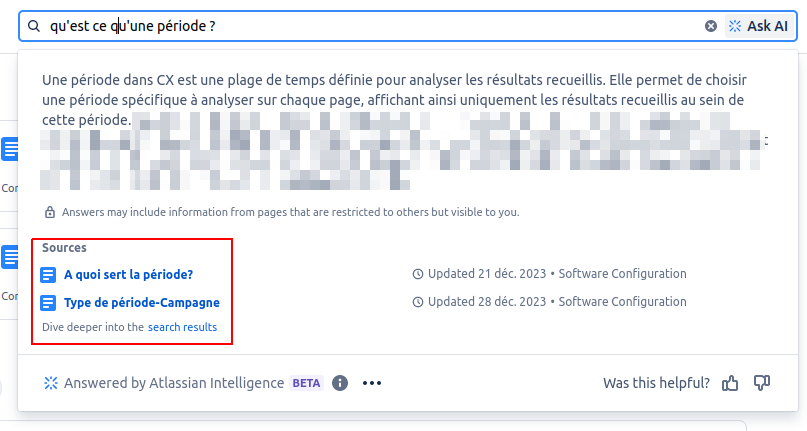 qu'est ce qu'une période ? Ask AI
Une période dans CX est une plage de temps définie pour analyser les résultats recueillis. Elle permet de choisir
une période spécifique à analyser sur chaque page, affichant ainsi uniquement les résultats recueillis au sein de
cette période.
Answers may include information from pages that are restricted to others but visible to you.
Sources
A quoi sert la période? Updated 21 déc. 2023 • Software Configuration
Type de période-Campagne Updated 28 déc. 2023 • Software Configuration
Dive deeper into the search results
Answered by Atlassian Intelligence BETA Was this helpful?